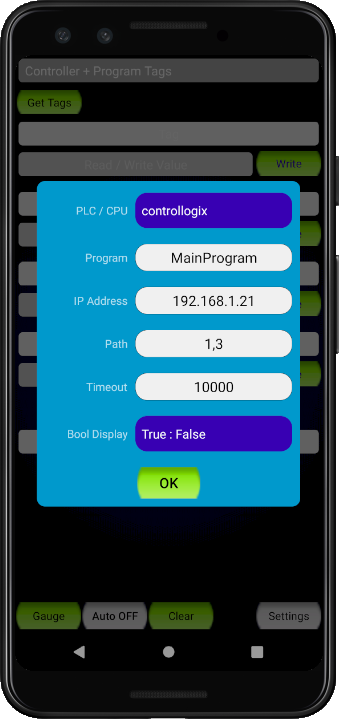 Controller + Program Tags
Get Tags
Read / Write Value
Write
PLC / CPU
controllogix
Program
MainProgram
IP Address
192.168.1.21
Path
1,3
Timeout
10000
Bool Display
True : False
OK
Gauge
Auto OFF
Clear
Settings